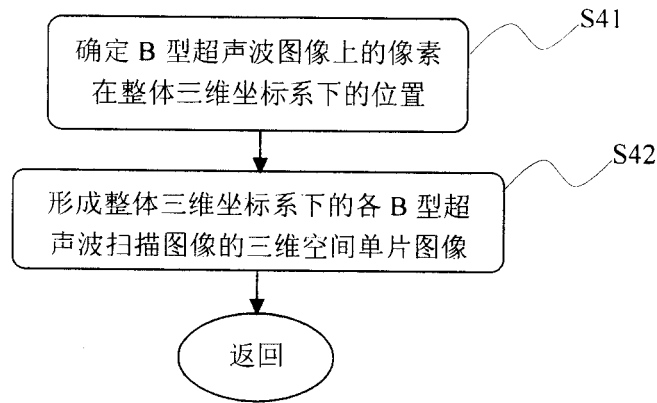 S41
确定 B 型超声波图像上的像素
在整体三维坐标系下的位置
S42
形成整体三维坐标系下的各 B 型超
声波扫描图像的三维空间单片图像
返回